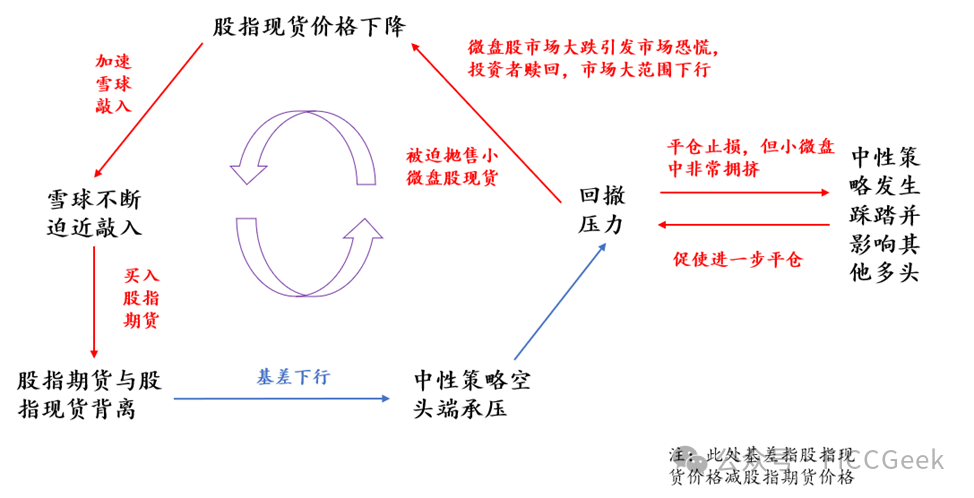 股指现货价格下降
微盘股市场大跌引发市场恐慌，
投资者赎回，市场大范围下行
加速
雪球
敲入
被迫抛售小
微盘股现货
平仓止损，但小微盘
中非常拥挤
中性策
略发生
踩踏并
影响其
他多头
雪球不断
迫近敲入
回撤
压力
促使进一步平仓
买入
股指
期货
股指期货与股
指现货背离
基差下行
中性策略空
头端承压
注：此处基差指股指现
货价格减股指期货价格
公众号 HCCGeek